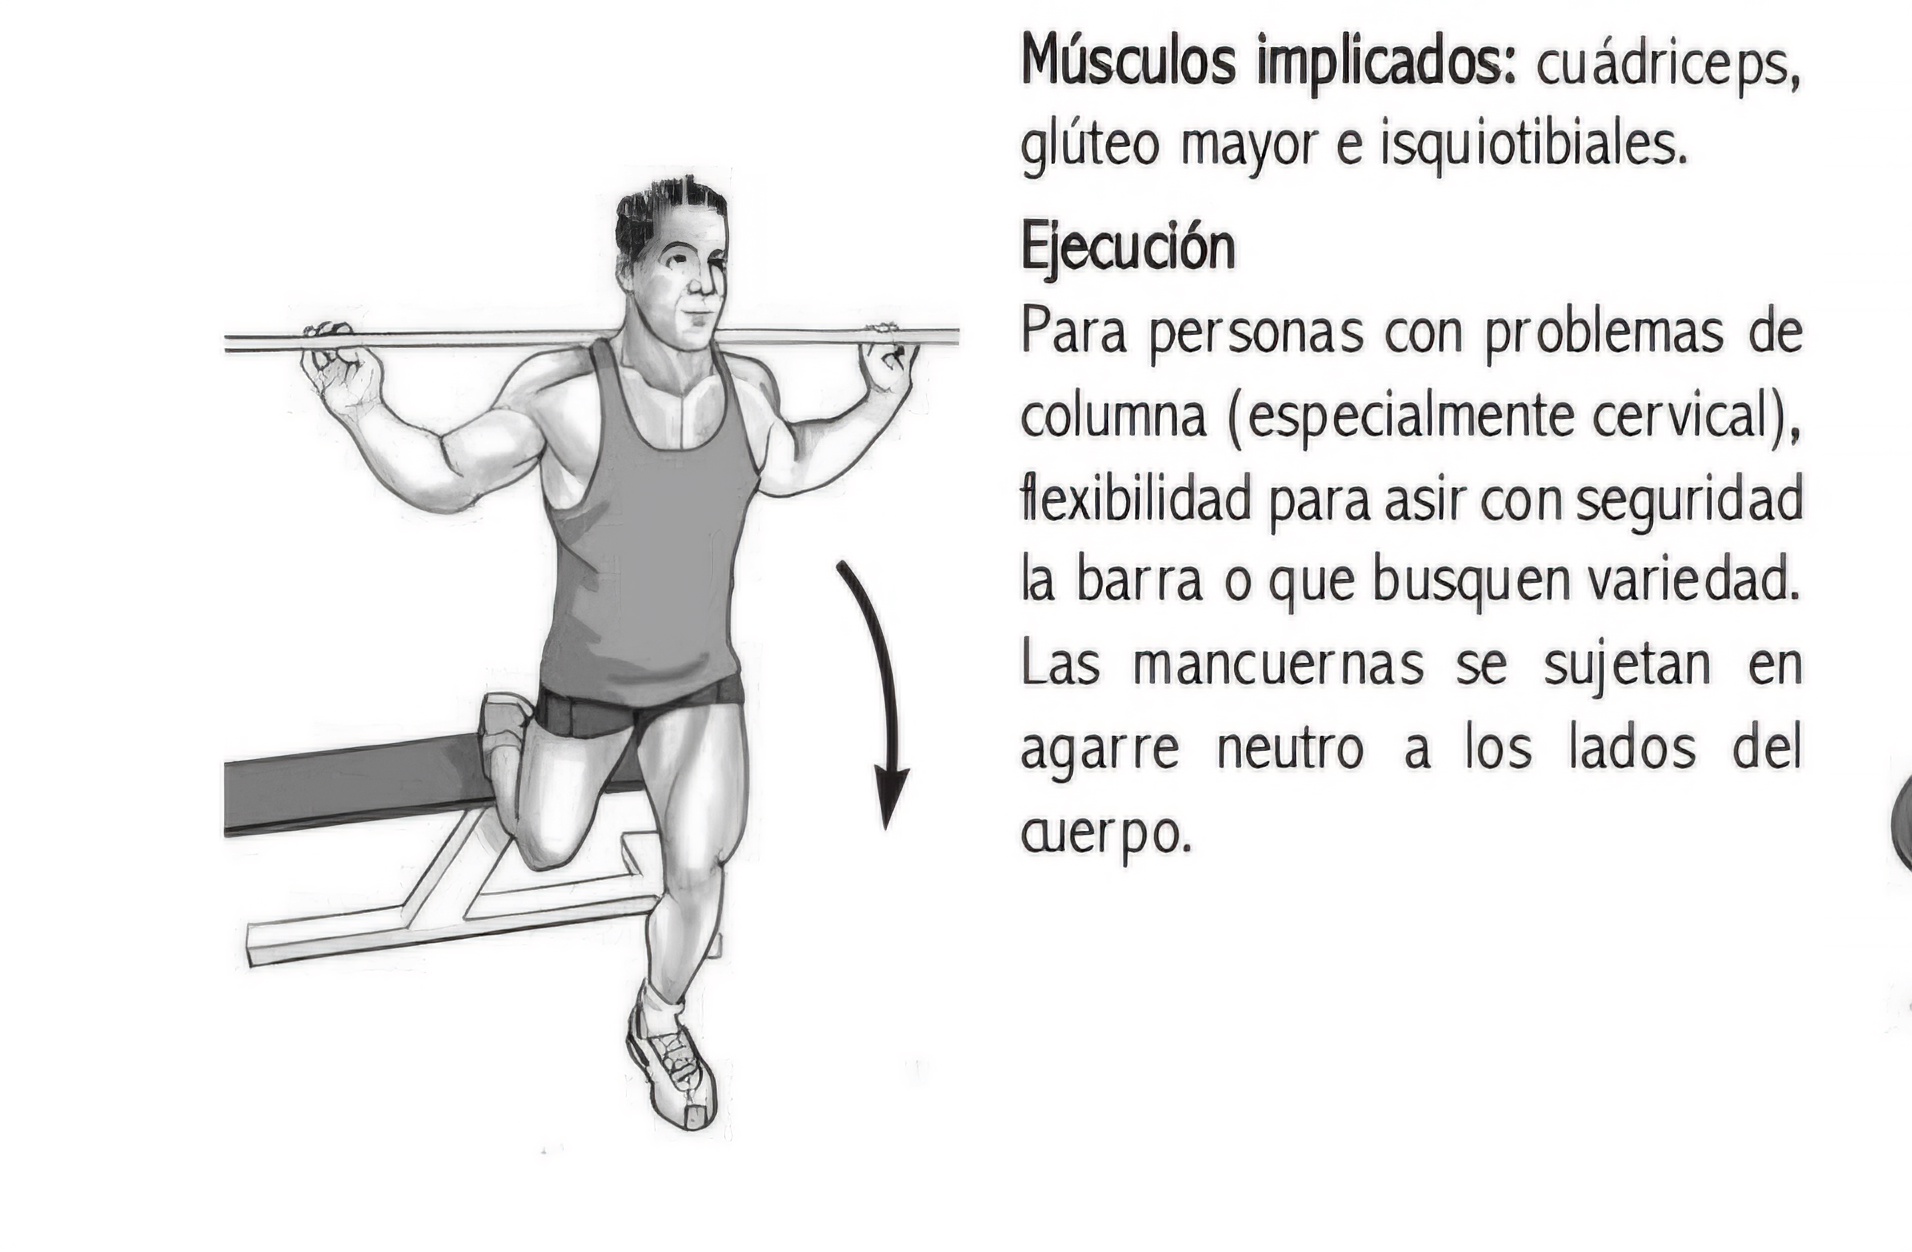 Músculos implicados: cuádriceps,
glúteo mayor e isquiotibiales.
Ejecución
Para personas con problemas de
columna (especialmente cervical),
flexibilidad para asir con seguridad
la barra o que busquen variedad.
Las mancuernas se sujetan en
agarre neutro a los lados del
cuerpo.